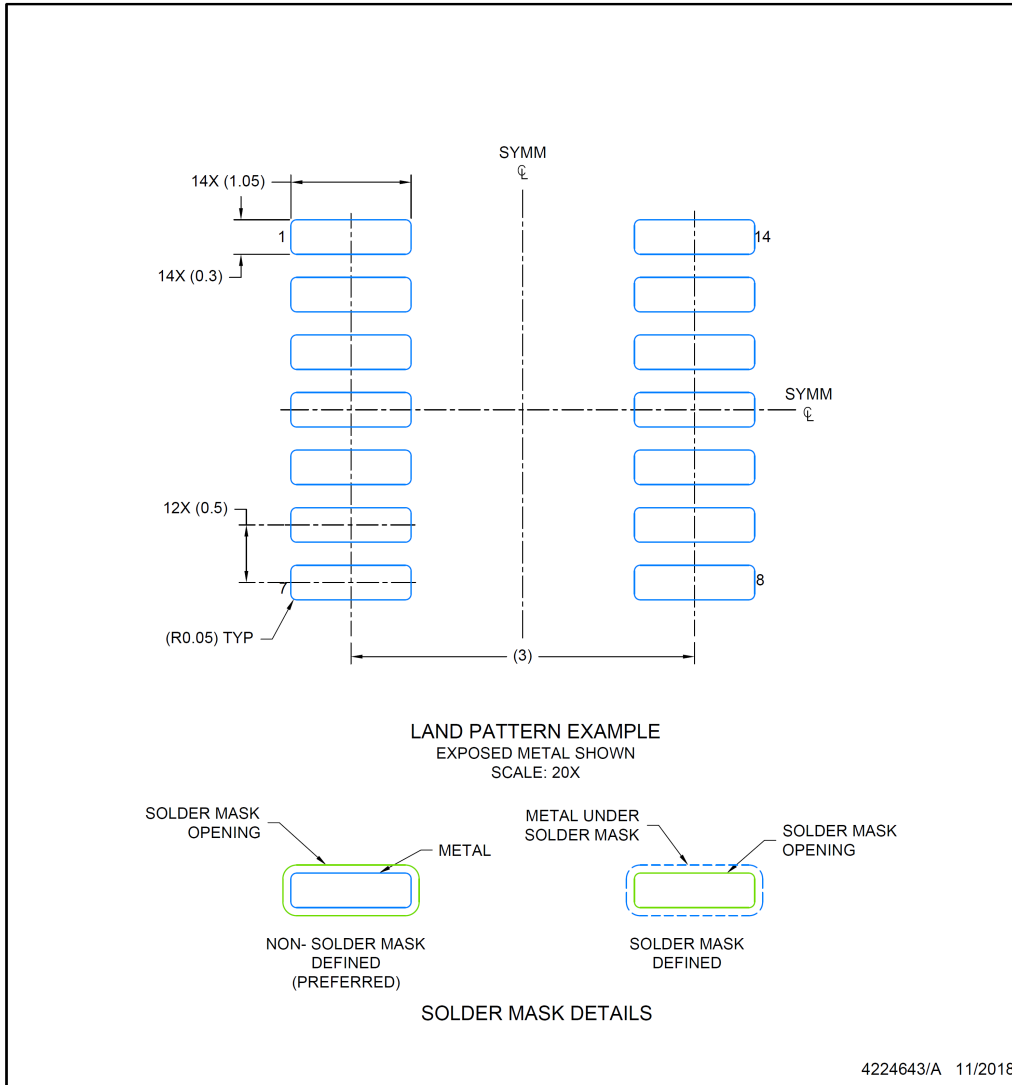 SYMM
℄
14X (1.05)
1
14
14X (0.3)
SYMM
℄
12X (0.5)
7
8
(R0.05) TYP
(3)
LAND PATTERN EXAMPLE
EXPOSED METAL SHOWN
SCALE: 20X
SOLDER MASK
OPENING
METAL
METAL UNDER
SOLDER MASK
SOLDER MASK
OPENING
NON- SOLDER MASK
DEFINED
(PREFERRED)
SOLDER MASK
DEFINED
SOLDER MASK DETAILS
4224643/A 11/2018